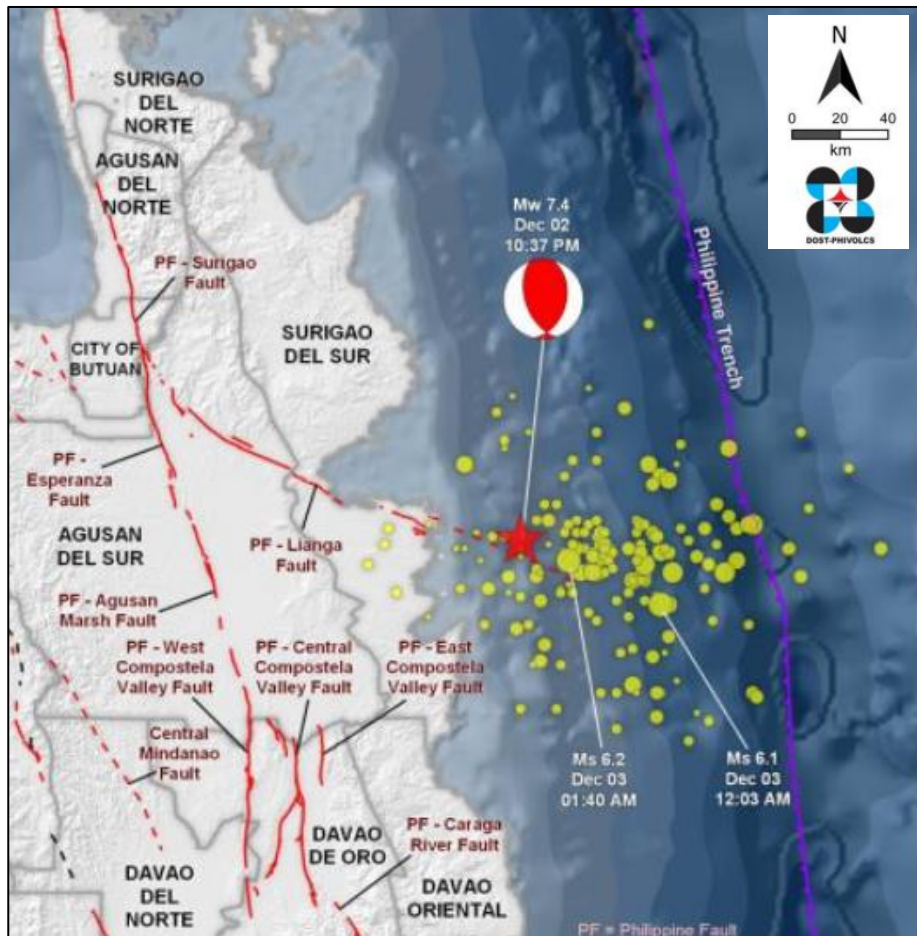 N
0 20 40
km
DOST-PHIVOLCS
SURIGAO
DEL
NORTE
AGUSAN
DEL
NORTE
Mw 7.4
Dec 02
10:37 PM
PF - Surigao
Fault
Philippine Trench
CITY OF
BUTUAN
SURIGAO
DEL SUR
PF -
Esperanza
Fault
AGUSAN
DEL SUR
PF - Lianga
Fault
PF - Agusan
Marsh Fault
PF - West
Compostela
Valley Fault
PF - Central
Compostela
Valley Fault
PF - East
Compostela
Valley Fault
Central
Mindanao
Fault
Ms 6.2
Dec 03
01:40 AM
Ms 6.1
Dec 03
12:03 AM
DAVAO
DE ORO
PF - Caraga
River Fault
DAVAO
DEL
NORTE
DAVAO
ORIENTAL
PF = Philippine Fault